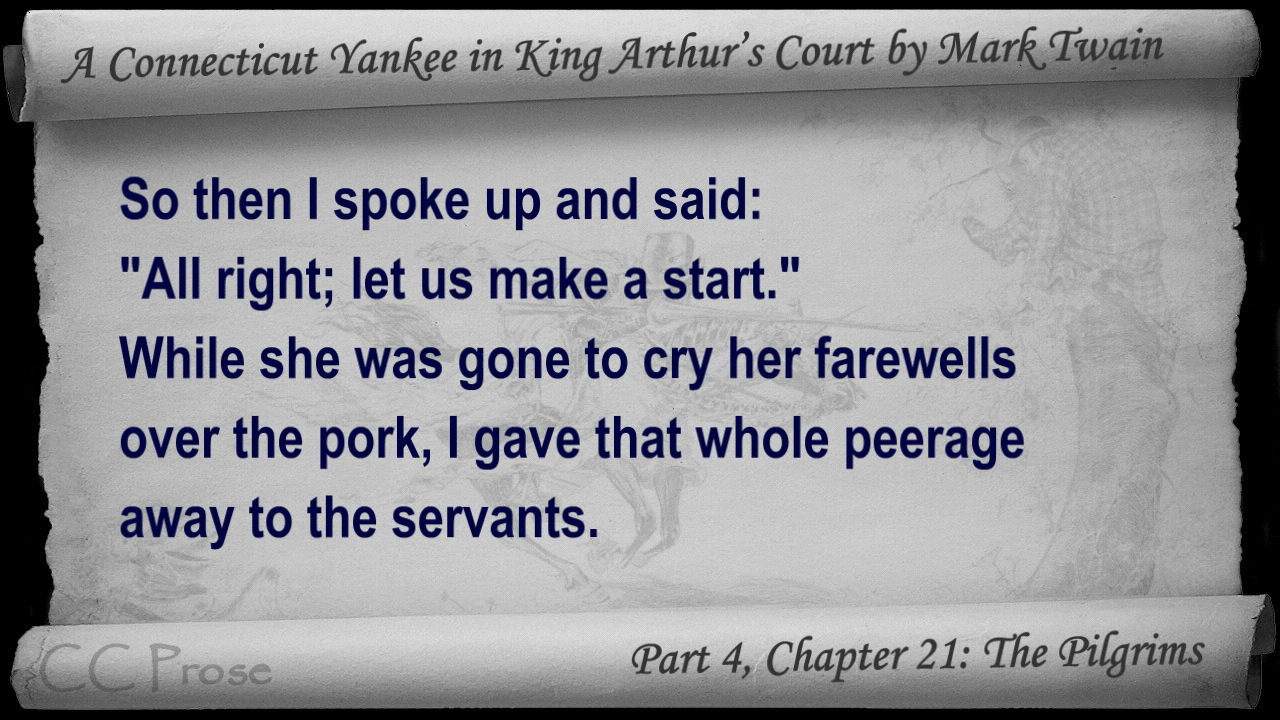 A Connecticut Yankee in King Arthur's Court by Mark Twain
So then I spoke up and said:
"All right; let us make a start."
While she was gone to cry her farewells
over the pork, I gave that whole peerage
away to the servants.
CC Prose
Part 4, Chapter 21: The Pilgrims